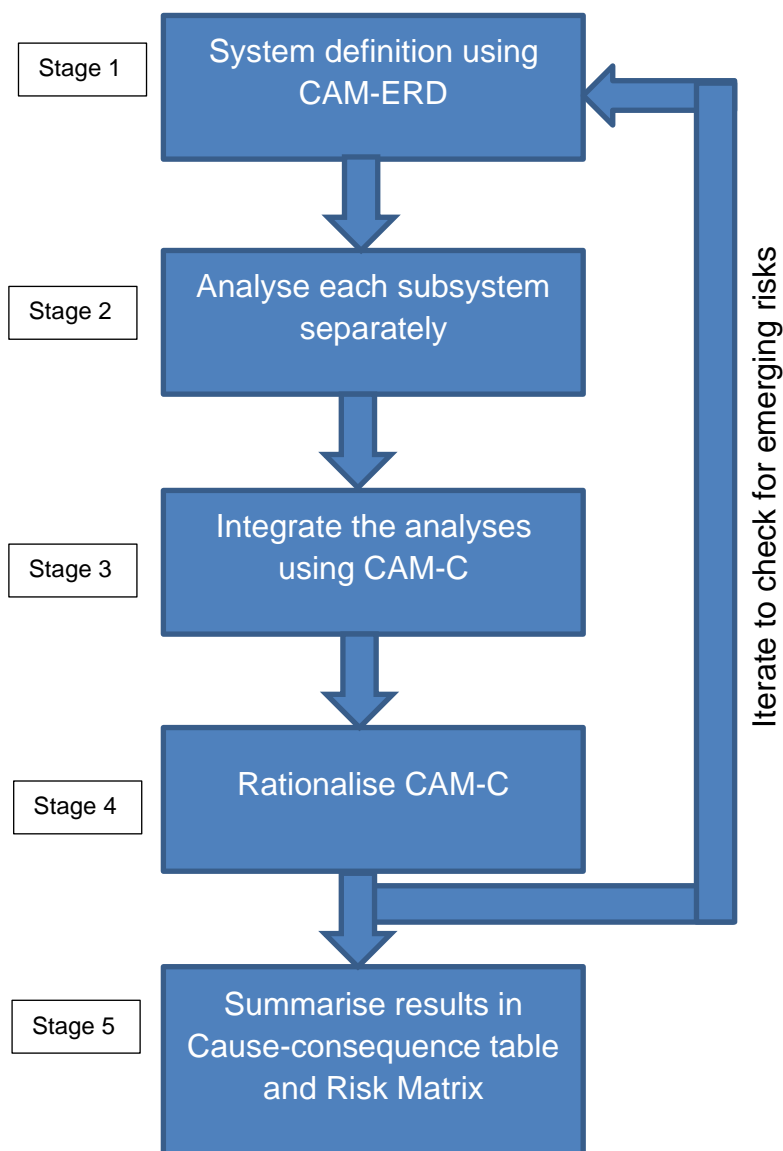 Stage 1
System definition using
CAM-ERD
Stage 2
Analyse each subsystem
separately
Stage 3
Integrate the analyses
using CAM-C
Stage 4
Rationalise CAM-C
Stage 5
Summarise results in
Cause-consequence table
and Risk Matrix
Iterate to check for emerging risks